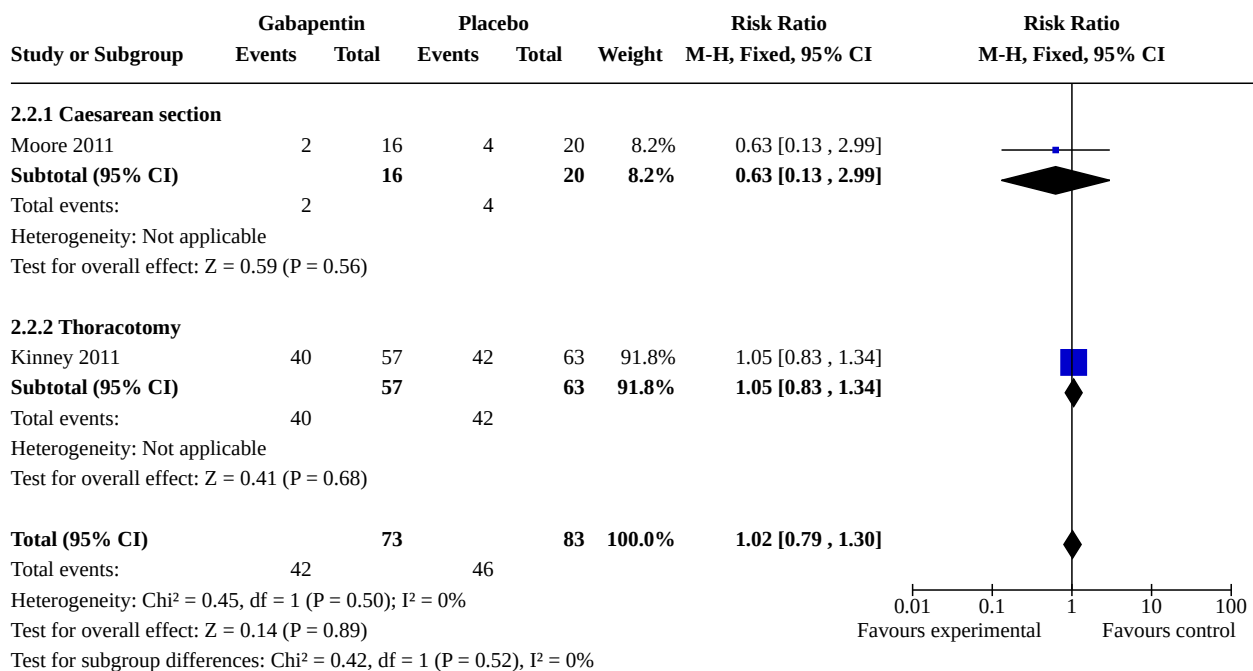 Gabapentin Placebo Risk Ratio Risk Ratio
Study or Subgroup Events Total Events Total Weight M-H, Fixed, 95% CI M-H, Fixed, 95% CI
2.2.1 Caesarean section
Moore 2011 2 16 4 20 8.2% 0.63 [0.13 , 2.99]
Subtotal (95% CI) 16 20 8.2% 0.63 [0.13 , 2.99]
Total events: 2 4
Heterogeneity: Not applicable
Test for overall effect: Z = 0.59 (P = 0.56)
2.2.2 Thoracotomy
Kinney 2011 40 57 42 63 91.8% 1.05 [0.83 , 1.34]
Subtotal (95% CI) 57 63 91.8% 1.05 [0.83 , 1.34]
Total events: 40 42
Heterogeneity: Not applicable
Test for overall effect: Z = 0.41 (P = 0.68)
Total (95% CI) 73 83 100.0% 1.02 [0.79 , 1.30]
Total events: 42 46
Heterogeneity: Chi² = 0.45, df = 1 (P = 0.50); I² = 0%
0.01 0.1 1 10 100
Test for overall effect: Z = 0.14 (P = 0.89) Favours experimental Favours control
Test for subgroup differences: Chi² = 0.42, df = 1 (P = 0.52), I² = 0%